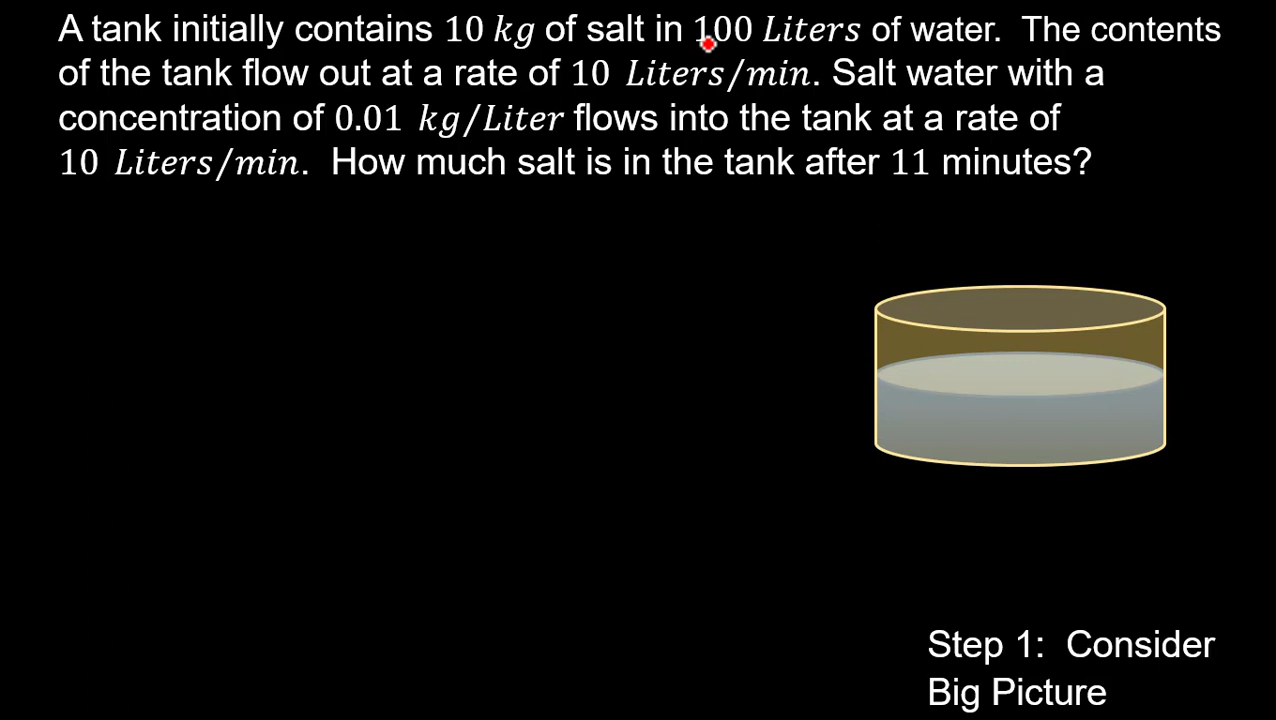 A tank initially contains 10 kg of salt in 100 Liters of water. The contents
of the tank flow out at a rate of 10 Liters/min. Salt water with a
concentration of 0.01 kg/Liter flows into the tank at a rate of
10 Liters/min. How much salt is in the tank after 11 minutes?
Step 1: Consider
Big Picture